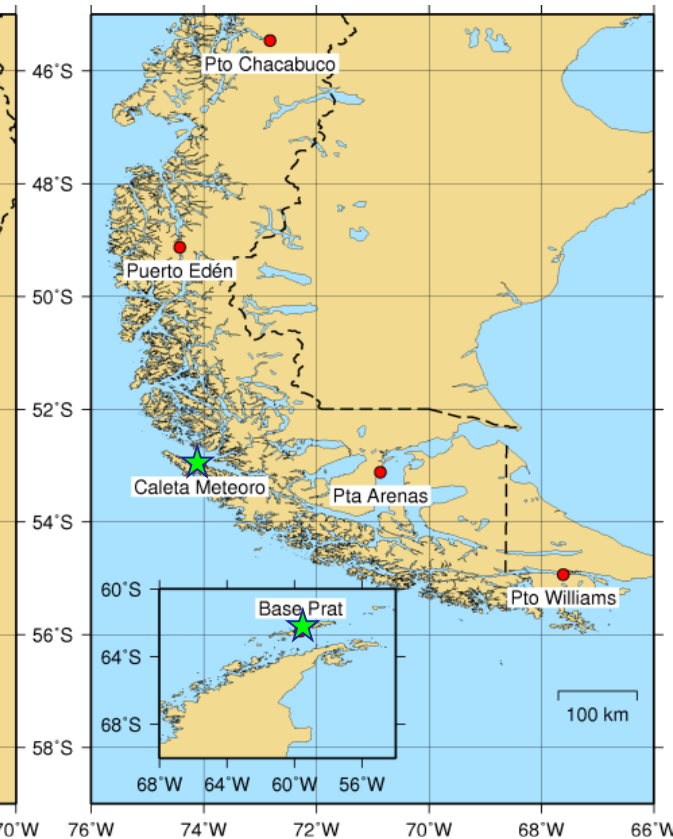 46°S
Pto Chacabuco
48°S
Puerto Edén
50°S
52°S
Caleta Meteoro
Pta Arenas
54°S
60°S
Base Prat
Pto Williams
56°S
64°S
100 km
68°S
58°S
68°W 64°W 60°W 56°W
70°W 76°W 74°W 72°W 70°W 68°W 66°W